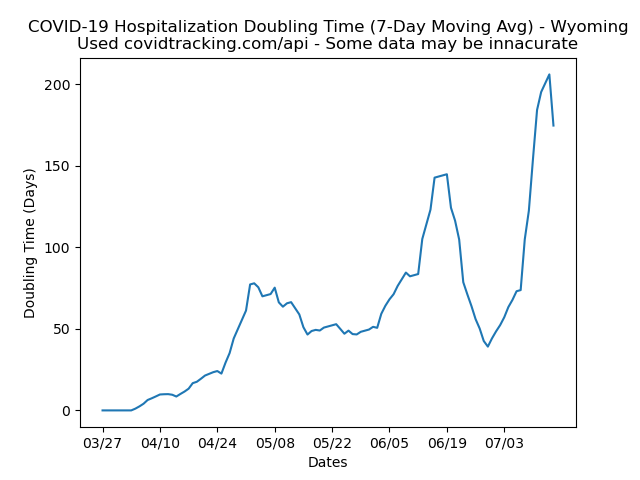 COVID-19 Hospitalization Doubling Time (7-Day Moving Avg) - Wyoming
Used covidtracking.com/api - Some data may be innacurate
200
150
100
50
0
Doubling Time (Days)
03/27 04/10 04/24 05/08 05/22 06/05 06/19 07/03
Dates